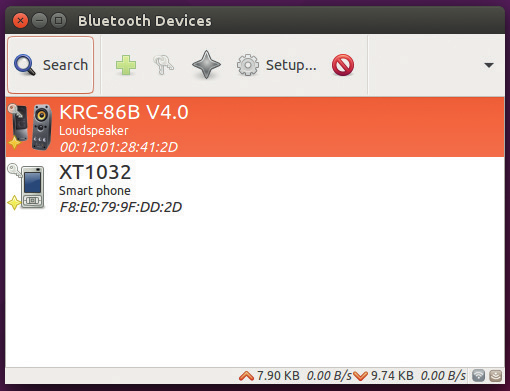 Bluetooth Devices
Search
Setup...
KRC-86B V4.0
Loudspeaker
00:12:01:28:41:2D
XT1032
Smart phone
F8:E0:79:9F:DD:2D
7.90 KB 0.00 B/s 9.74 KB 0.00 B/s